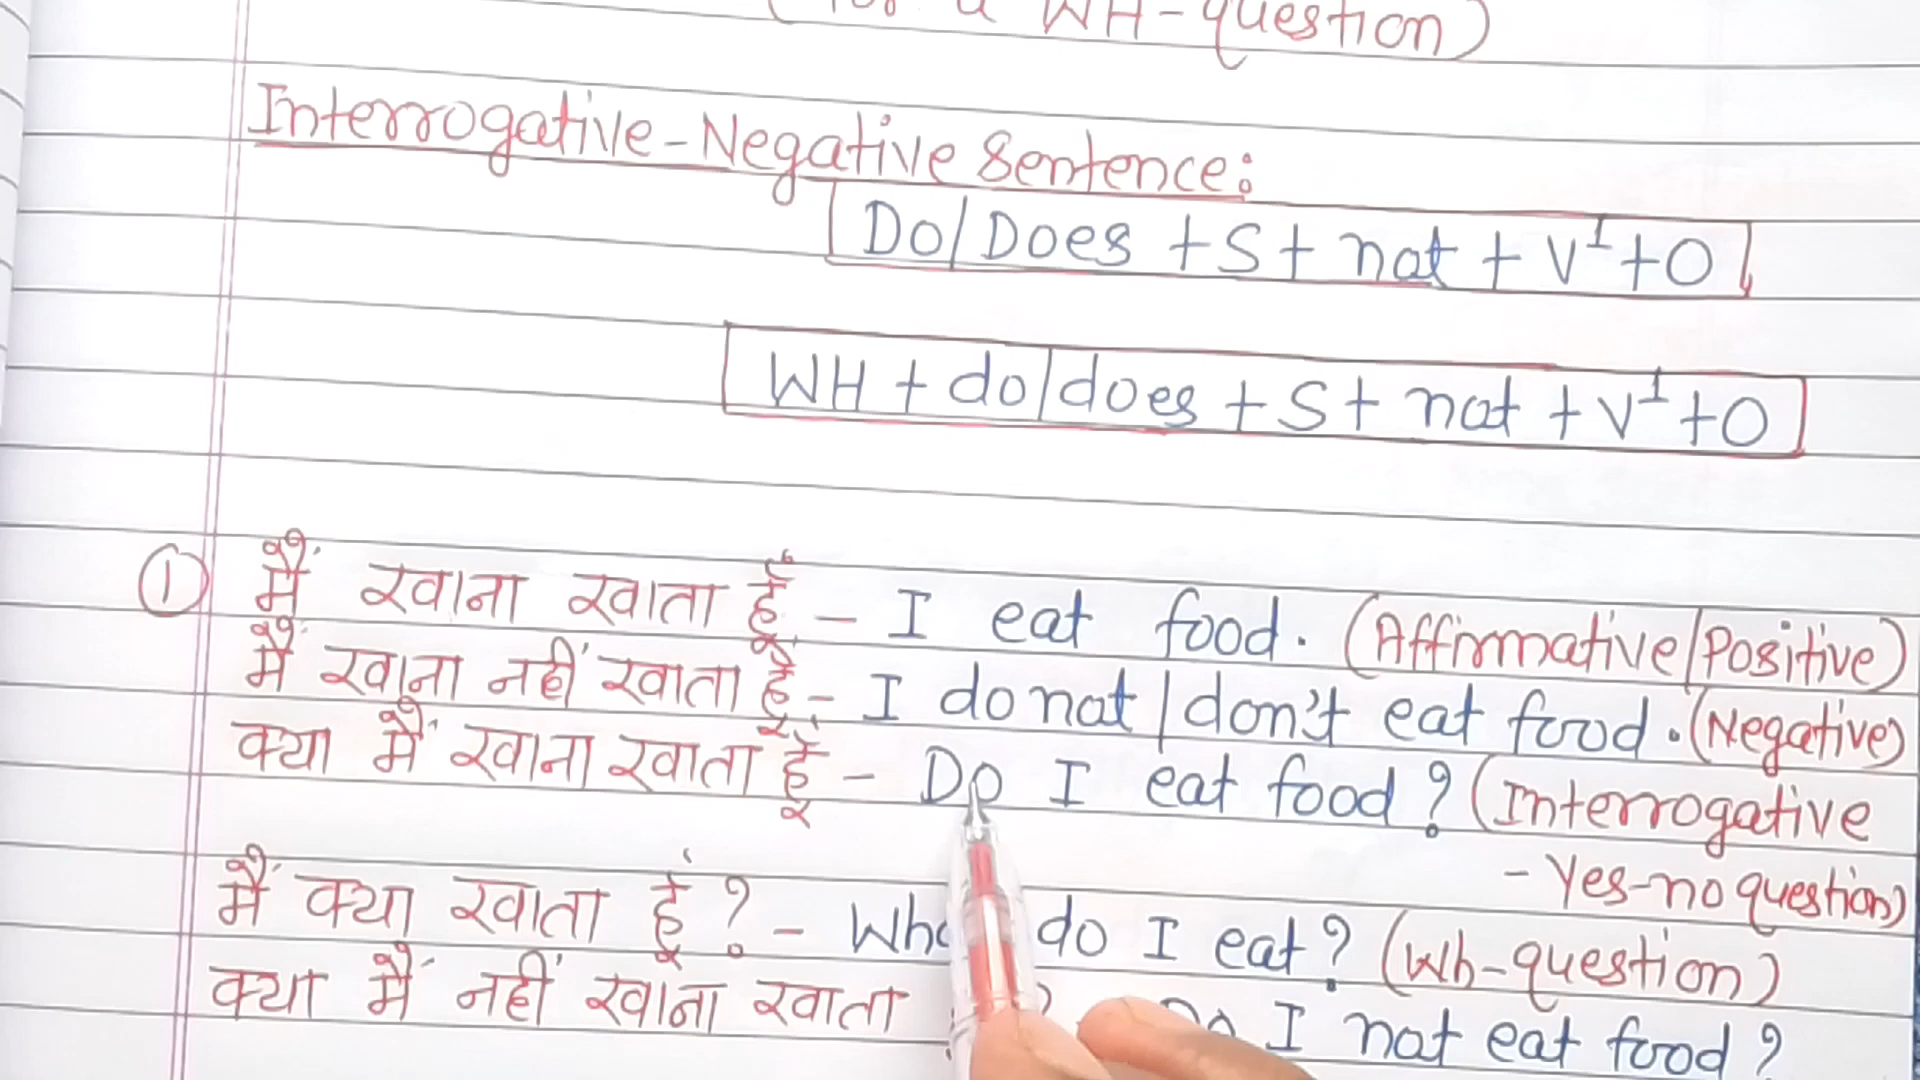 a WH-question)
Interrogative-Negative Sentence:
Do/Does + S + not + V¹ + O
WH + do/does + S + not + V¹ + O
① मैं खाना खाता हूँ - I eat food. (Affirmative/Positive)
मैं खाना नहीं खाता हूँ - I do not / don't eat food. (Negative)
क्या मैं खाना खाता हूँ - Do I eat food? (Interrogative
- Yes-no question)
मैं क्या खाता हूं? - do I eat? (Wh-question)
क्या मैं नहीं खाना खाता I not eat food?